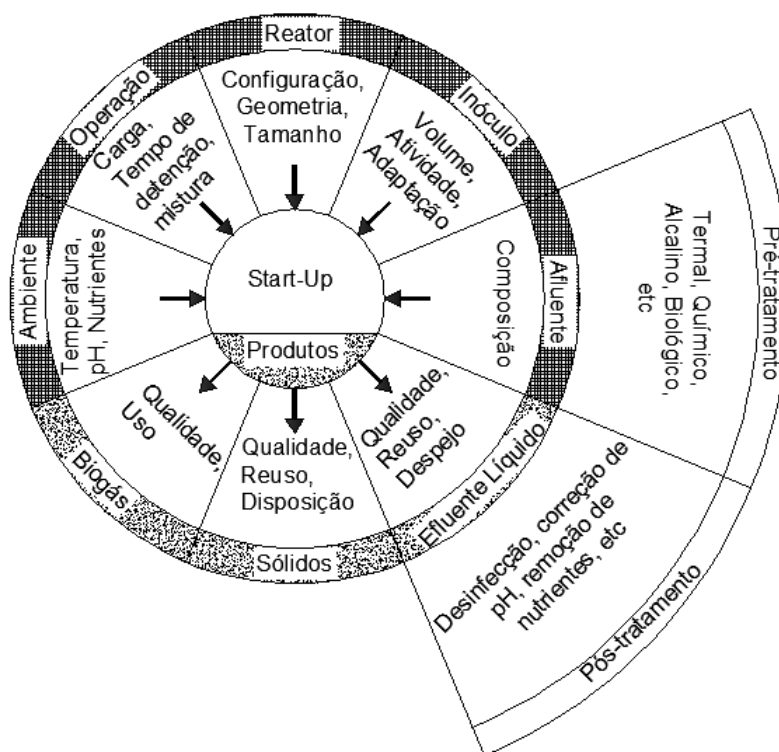 Reator
Configuração,
Geometria,
Tamanho
Inóculo
Volume,
Atividade,
Adaptação
Afluente
Composição
Pré-tratamento
Termal, Químico,
Alcalino, Biológico,
etc
Operação
Carga,
Tempo de
detenção,
mistura
Ambiente
Temperatura,
pH, Nutrientes
Start-Up
Produtos
Biogás
Qualidade,
Uso
Sólidos
Qualidade,
Reuso,
Disposição
Efluente Líquido
Qualidade,
Reuso,
Despejo
Pós-tratamento
Desinfecção, correção de
pH, remoção de
nutrientes, etc